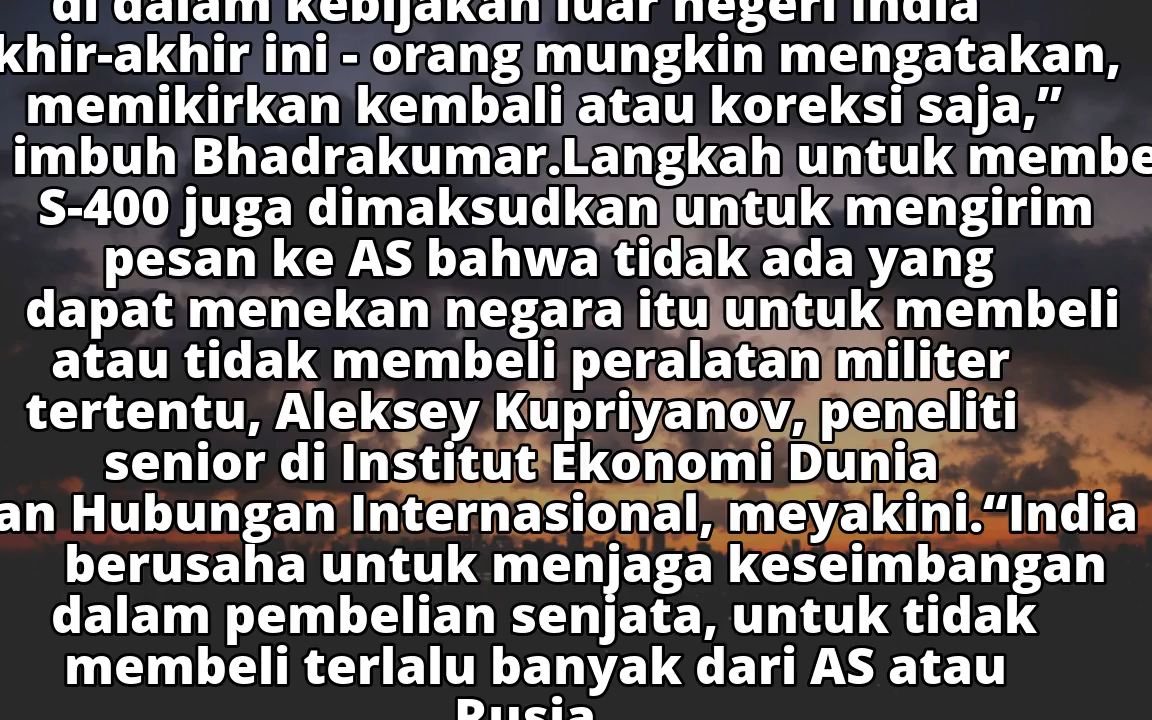 di dalam kebijakan luar negeri India
khir-akhir ini - orang mungkin mengatakan,
memikirkan kembali atau koreksi saja,”
imbuh Bhadrakumar.Langkah untuk membe
S-400 juga dimaksudkan untuk mengirim
pesan ke AS bahwa tidak ada yang
dapat menekan negara itu untuk membeli
atau tidak membeli peralatan militer
tertentu, Aleksey Kupriyanov, peneliti
senior di Institut Ekonomi Dunia
an Hubungan Internasional, meyakini.“India
berusaha untuk menjaga keseimbangan
dalam pembelian senjata, untuk tidak
membeli terlalu banyak dari AS atau
Rusia